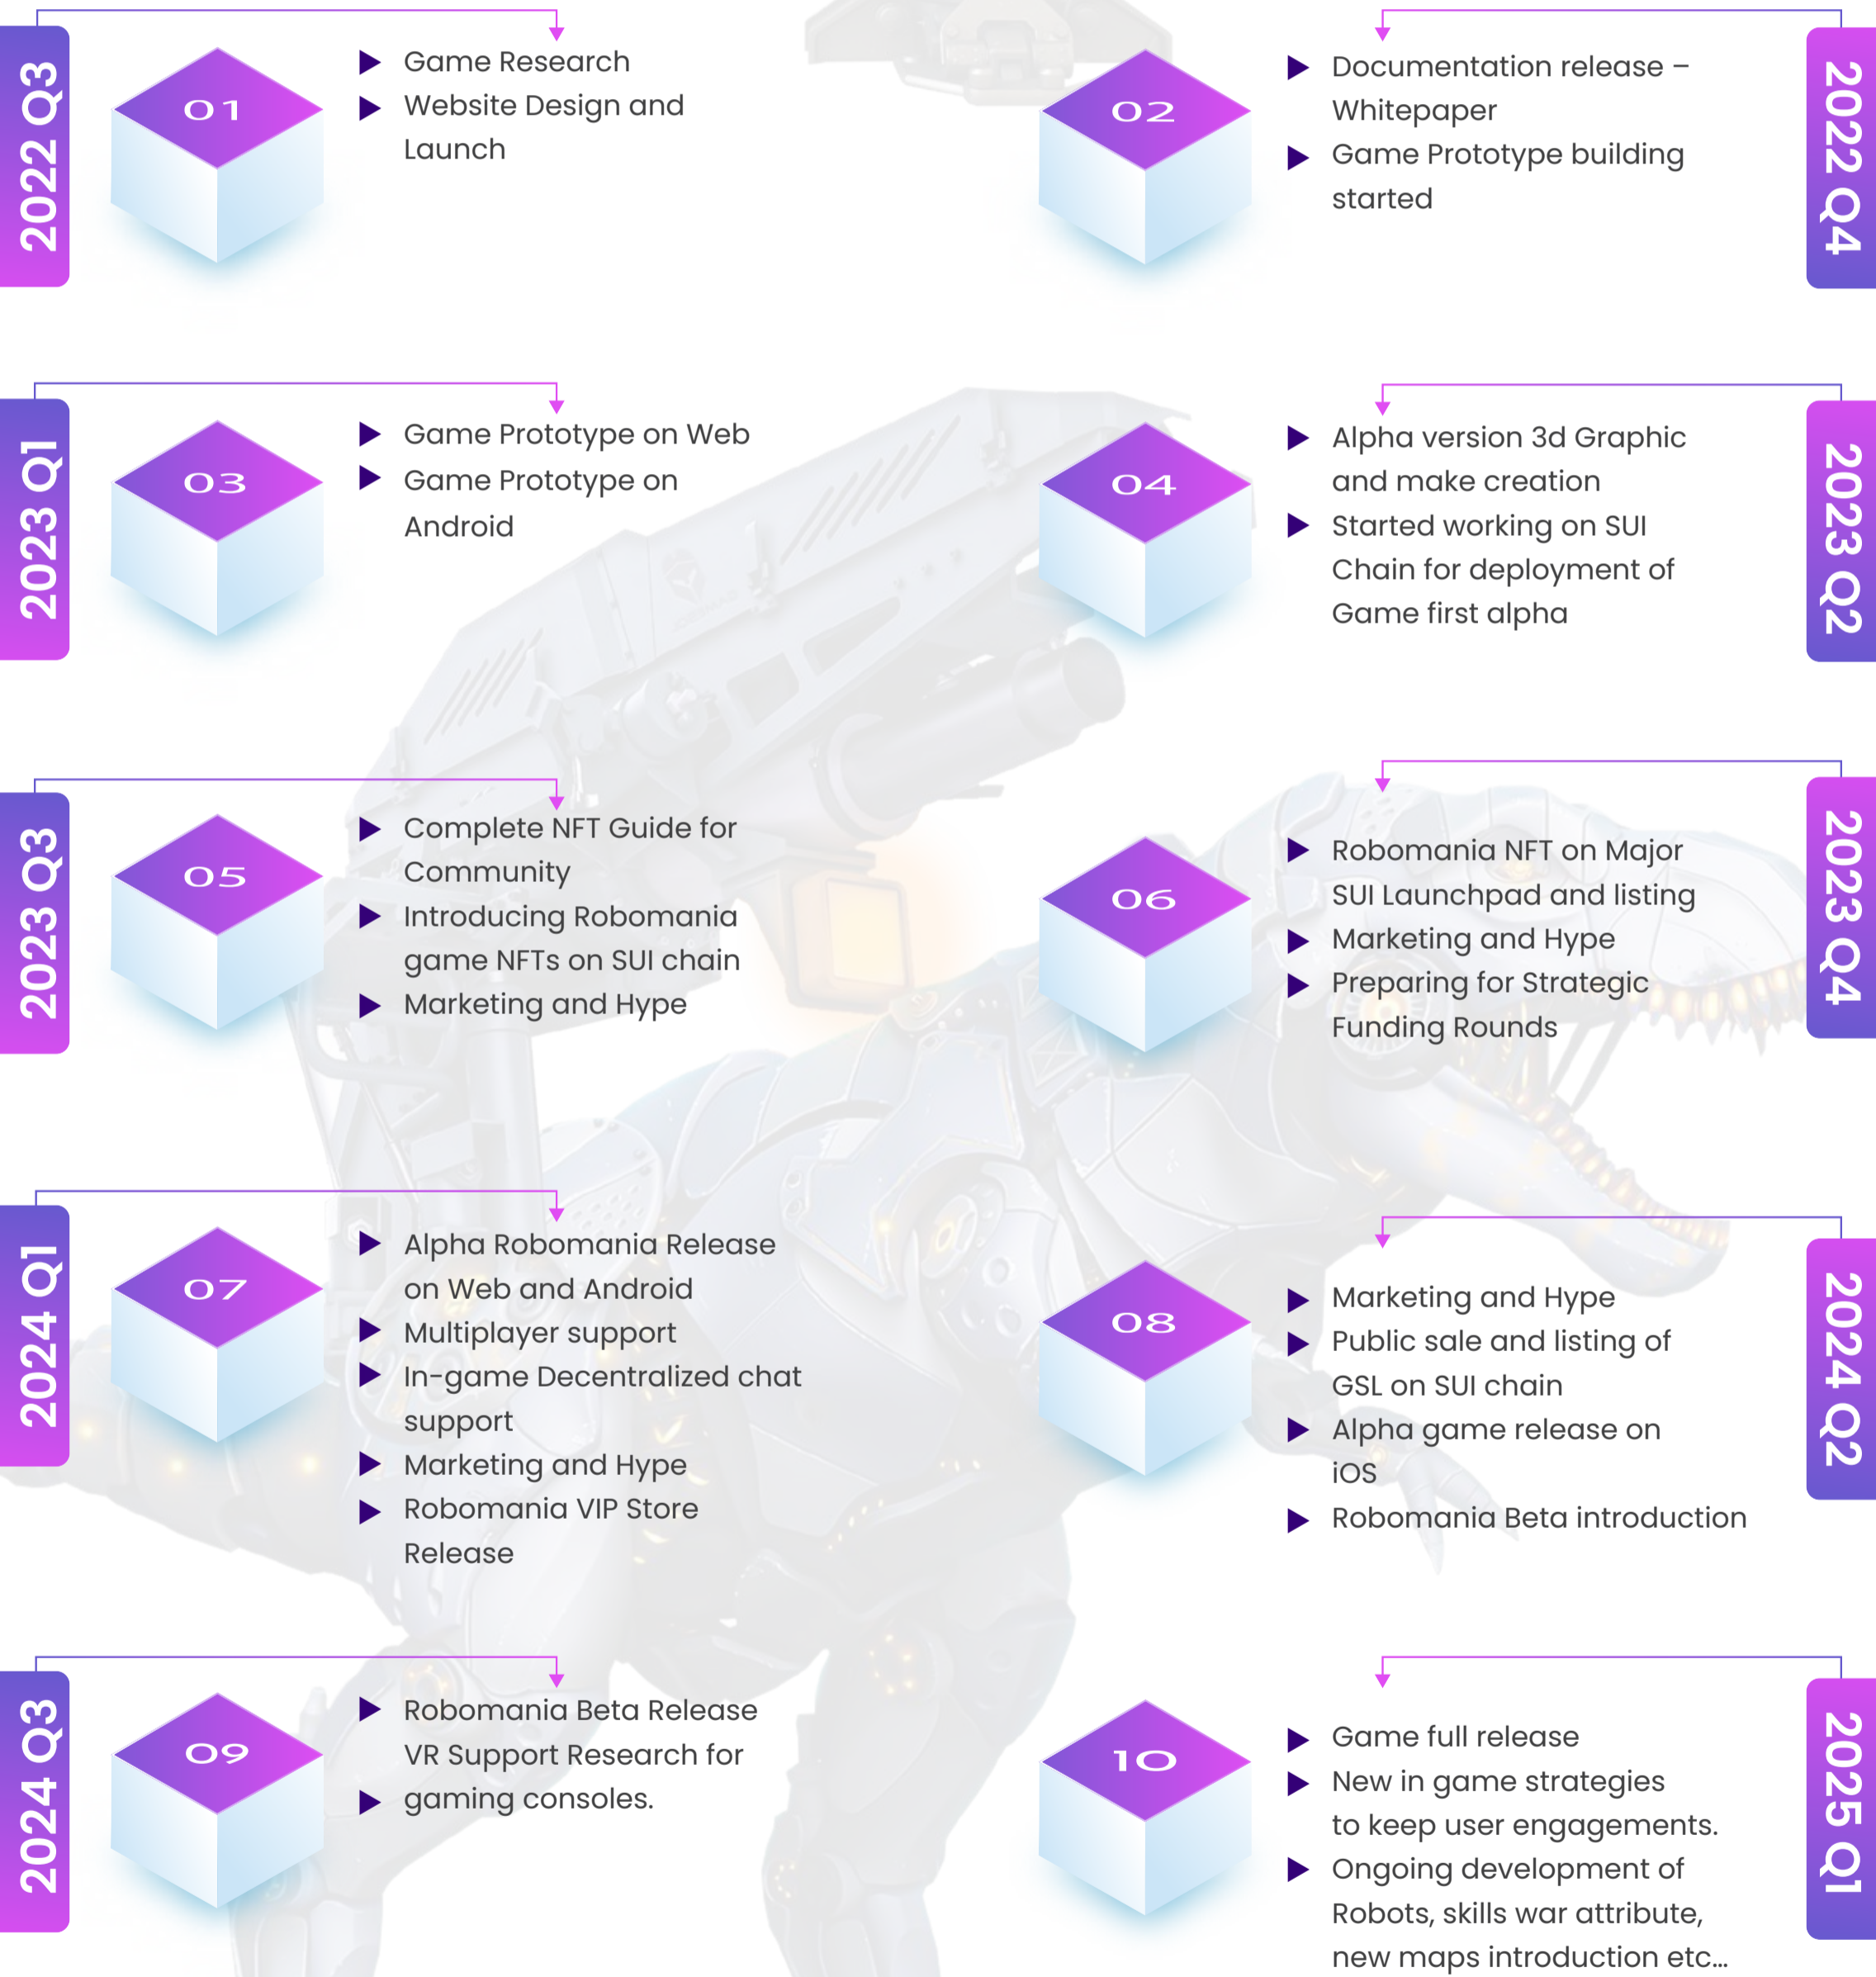 2022 Q3
01
Game Research
Website Design and
Launch
2022 Q4
02
Documentation release –
Whitepaper
Game Prototype building
started
2023 Q1
03
Game Prototype on Web
Game Prototype on
Android
2023 Q2
04
Alpha version 3d Graphic
and make creation
Started working on SUI
Chain for deployment of
Game first alpha
2023 Q3
05
Complete NFT Guide for
Community
Introducing Robomania
game NFTs on SUI chain
Marketing and Hype
2023 Q4
06
Robomania NFT on Major
SUI Launchpad and listing
Marketing and Hype
Preparing for Strategic
Funding Rounds
2024 Q1
07
Alpha Robomania Release
on Web and Android
Multiplayer support
In-game Decentralized chat
support
Marketing and Hype
Robomania VIP Store
Release
2024 Q2
08
Marketing and Hype
Public sale and listing of
GSL on SUI chain
Alpha game release on
iOS
Robomania Beta introduction
2024 Q3
09
Robomania Beta Release
VR Support Research for
gaming consoles.
2025 Q1
10
Game full release
New in game strategies
to keep user engagements.
Ongoing development of
Robots, skills war attribute,
new maps introduction etc...